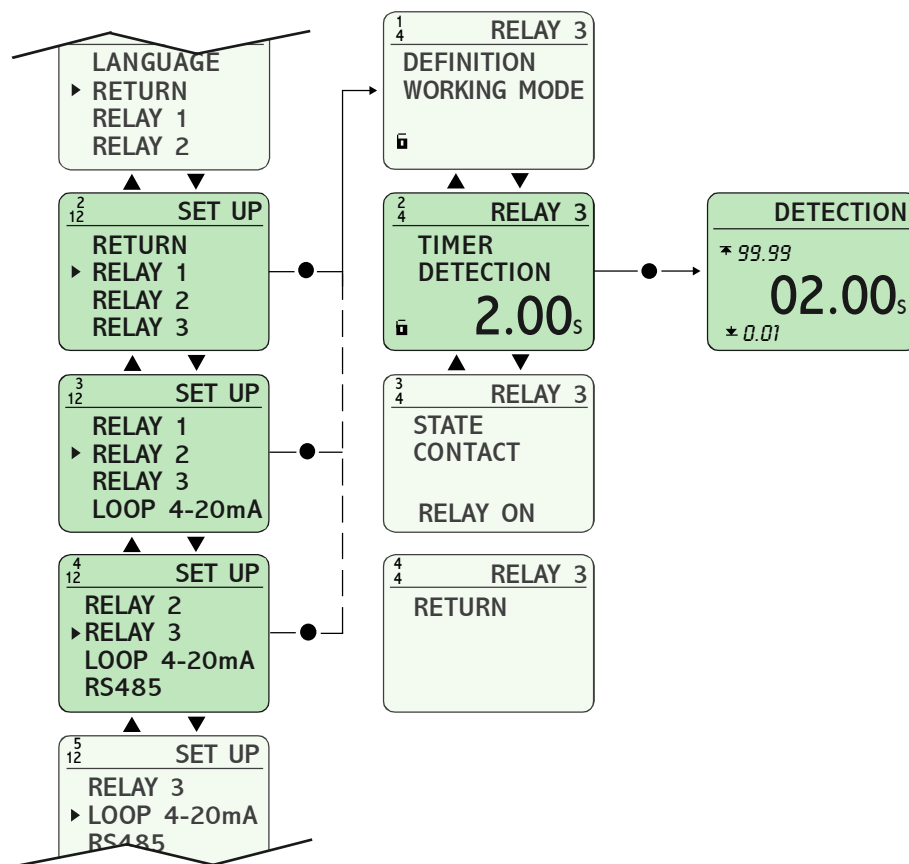 LANGUAGE
RETURN
RELAY 1
RELAY 2
2
12
SET UP
RETURN
RELAY 1
RELAY 2
RELAY 3
3
12
SET UP
RELAY 1
RELAY 2
RELAY 3
LOOP 4-20mA
4
12
SET UP
RELAY 2
RELAY 3
LOOP 4-20mA
RS485
5
12
SET UP
RELAY 3
LOOP 4-20mA
RS485
1
4
RELAY 3
DEFINITION
WORKING MODE
2
4
RELAY 3
TIMER
DETECTION
2.00s
3
4
RELAY 3
STATE
CONTACT
RELAY ON
4
4
RELAY 3
RETURN
DETECTION
99.99
02.00s
0.01